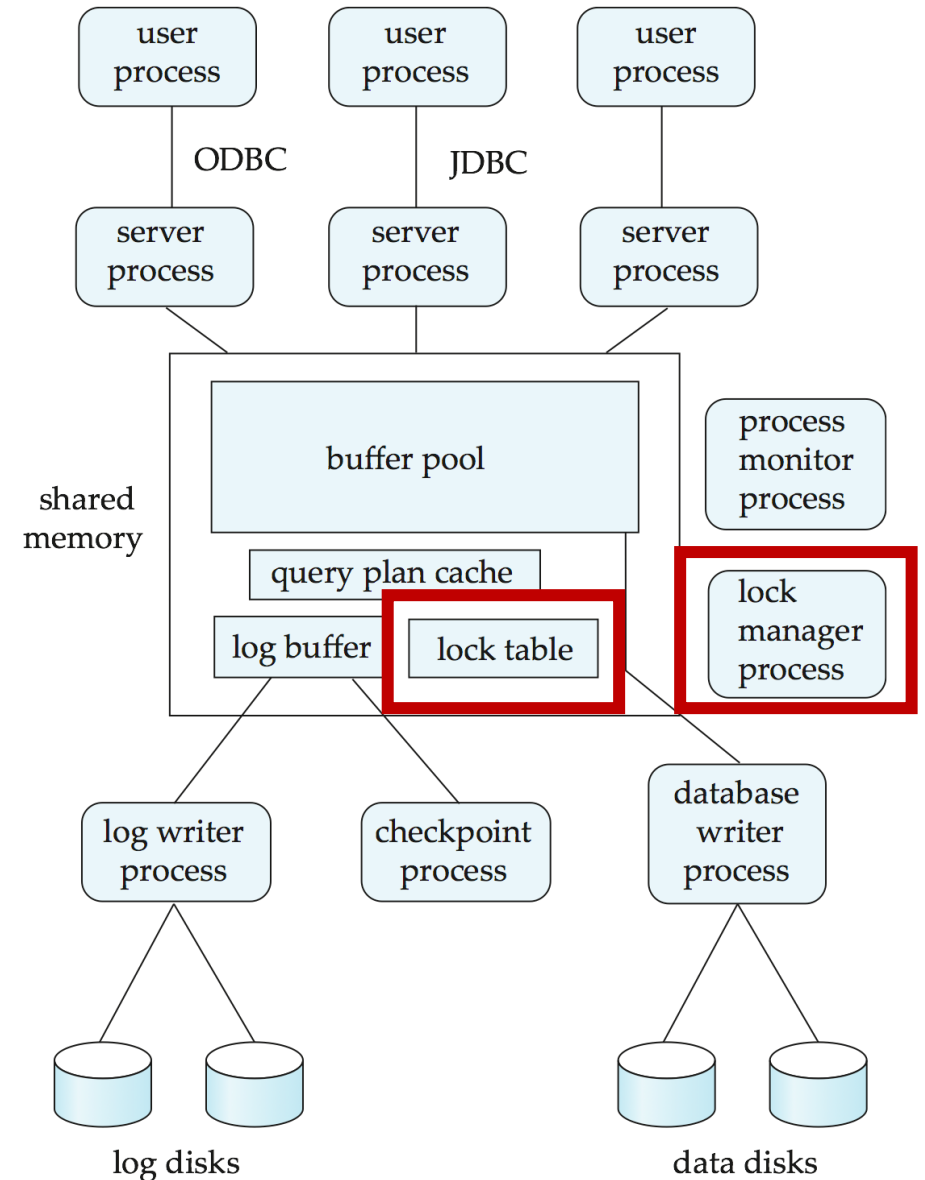 user
process
user
process
user
process
ODBC
JDBC
server
process
server
process
server
process
shared
memory
buffer pool
query plan cache
log buffer
lock table
process
monitor
process
lock
manager
process
log writer
process
checkpoint
process
database
writer
process
log disks
data disks